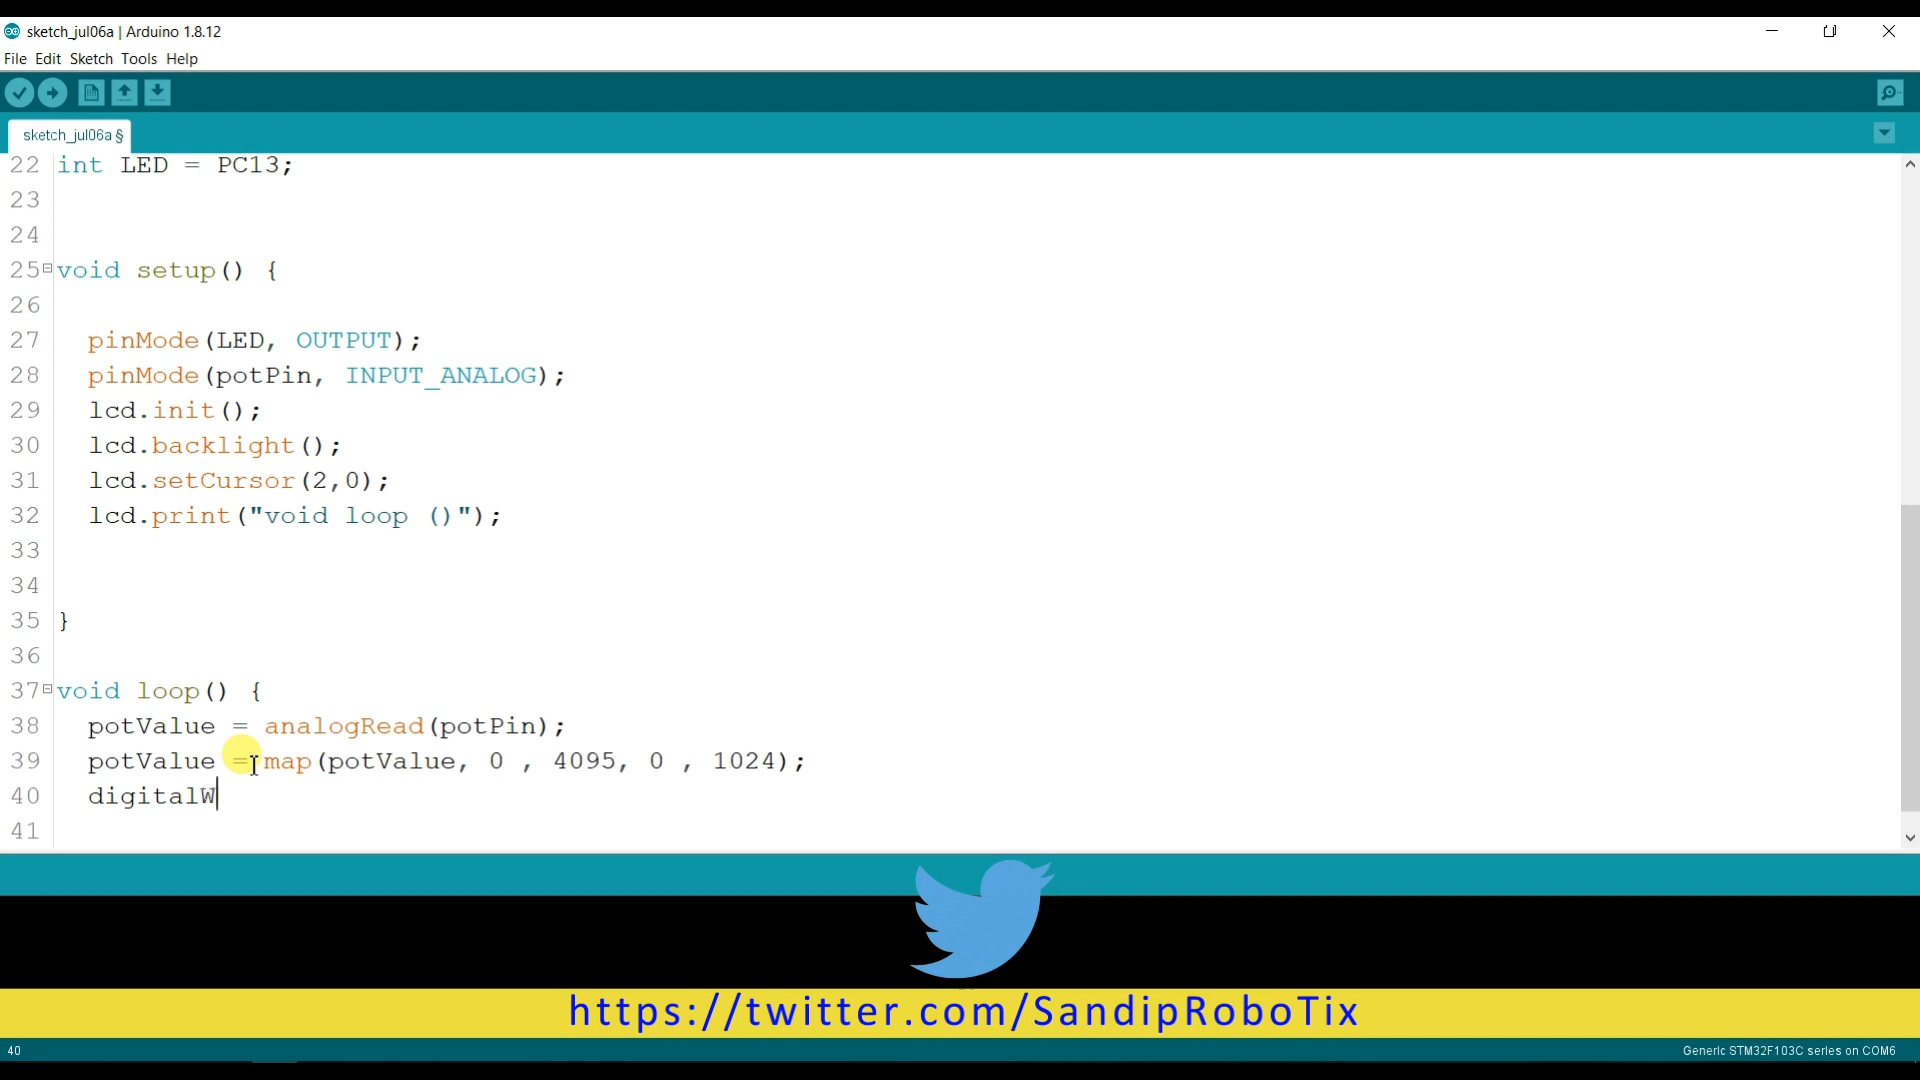 sketch_jul06a | Arduino 1.8.12
File Edit Sketch Tools Help
sketch_jul06a §
22 int LED = PC13;
23
24
25 void setup() {
26
27 pinMode(LED, OUTPUT);
28 pinMode(potPin, INPUT_ANALOG);
29 lcd.init();
30 lcd.backlight();
31 lcd.setCursor(2,0);
32 lcd.print("void loop ()");
33
34
35 }
36
37 void loop() {
38 potValue = analogRead(potPin);
39 potValue = map(potValue, 0 , 4095, 0 , 1024);
40 digitalW
41
https://twitter.com/SandipRoboTix
40
Generic STM32F103C series on COM6